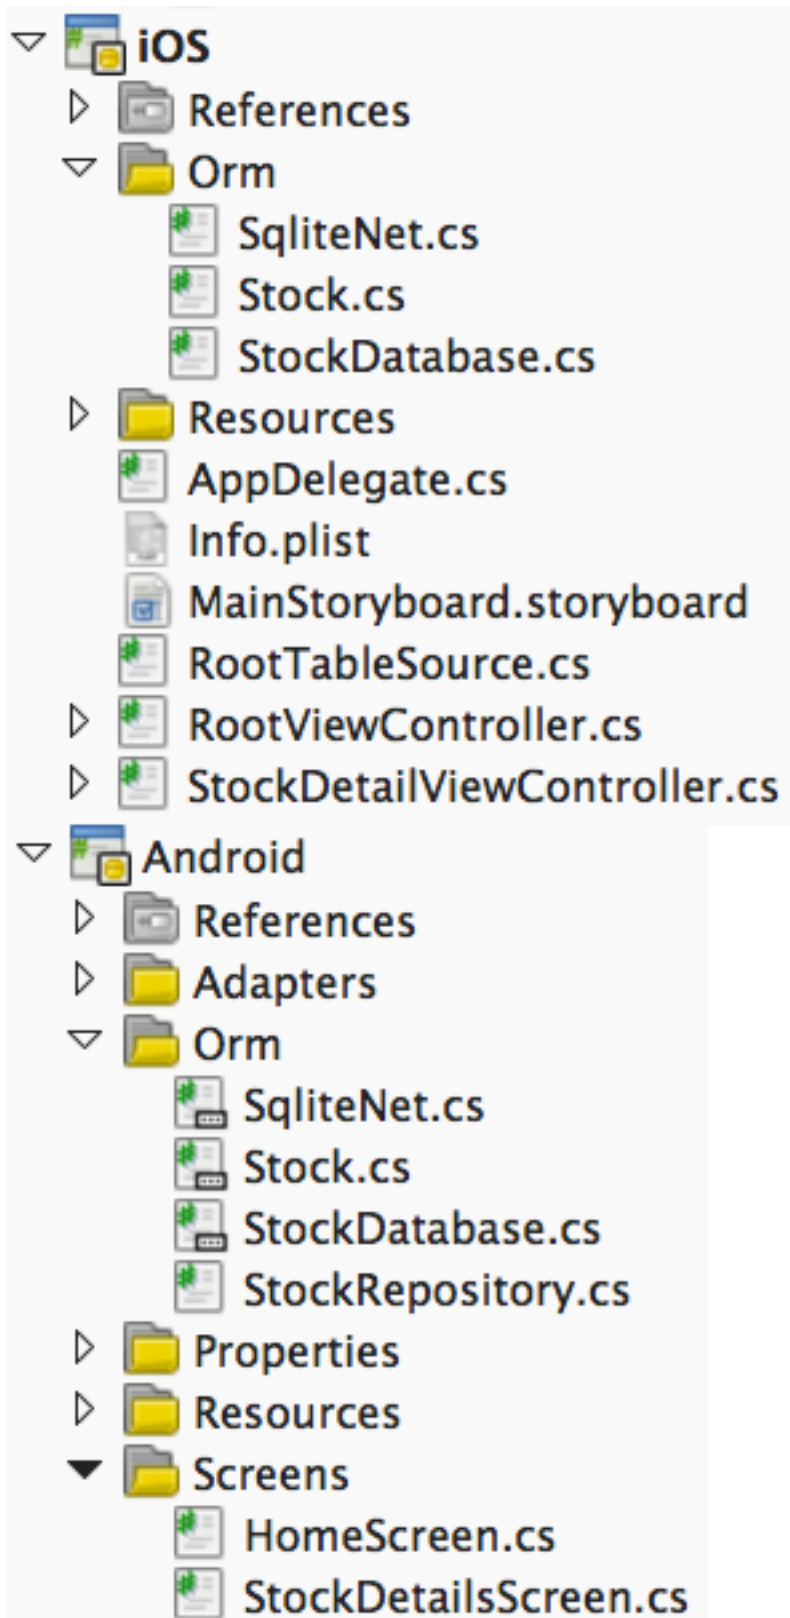 iOS
References
Orm
SqliteNet.cs
Stock.cs
StockDatabase.cs
Resources
AppDelegate.cs
Info.plist
MainStoryboard.storyboard
RootTableSource.cs
RootViewController.cs
StockDetailViewController.cs
Android
References
Adapters
Orm
SqliteNet.cs
Stock.cs
StockDatabase.cs
StockRepository.cs
Properties
Resources
Screens
HomeScreen.cs
StockDetailsScreen.cs